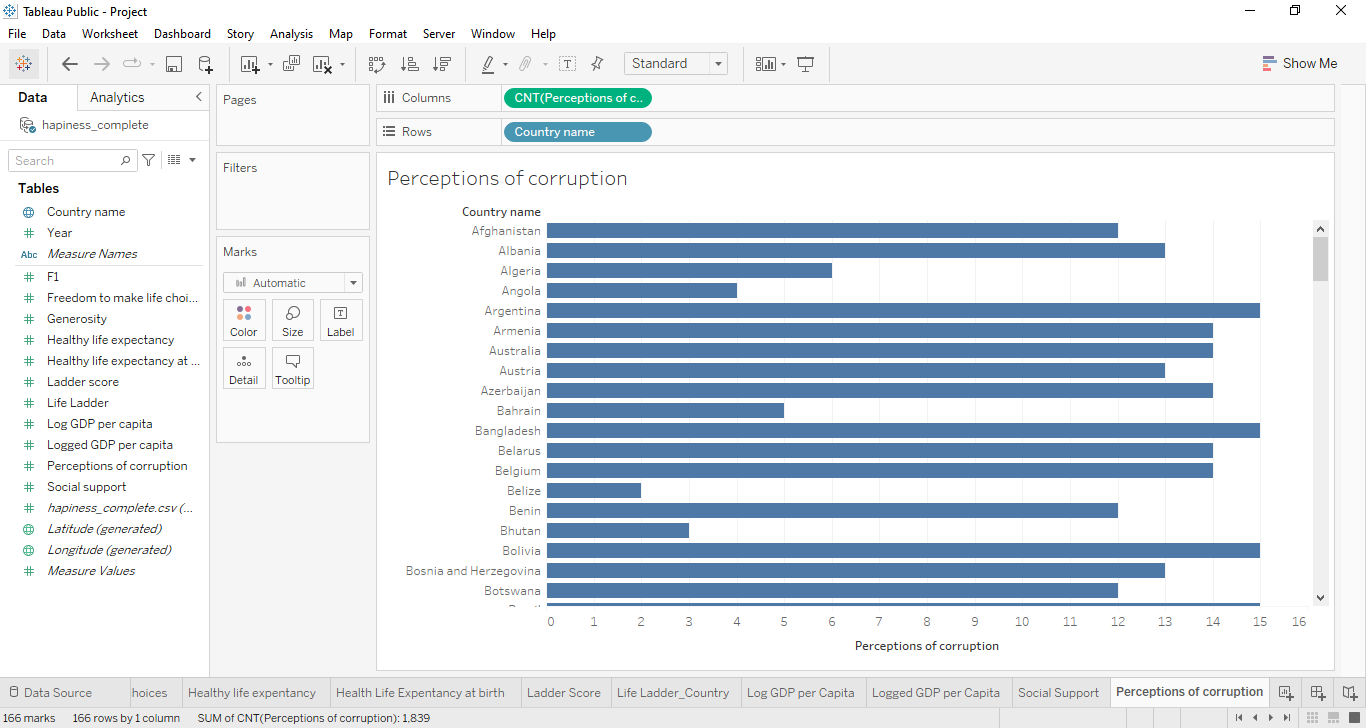 Tableau Public - Project
File Data Worksheet Dashboard Story Analysis Map Format Server Window Help
Standard
Show Me
Data Analytics
hapiness_complete
Search
Tables
Country name
Year
Abc Measure Names
F1
Freedom to make life choi...
Generosity
Healthy life expectancy
Healthy life expectancy at ...
Ladder score
Life Ladder
Log GDP per capita
Logged GDP per capita
Perceptions of corruption
Social support
hapiness_complete.csv (...
Latitude (generated)
Longitude (generated)
Measure Values
Pages
Filters
Marks
Automatic
Color Size Label
Detail Tooltip
Columns CNT(Perceptions of c..
Rows Country name
Perceptions of corruption
Country name
Afghanistan
Albania
Algeria
Angola
Argentina
Armenia
Australia
Austria
Azerbaijan
Bahrain
Bangladesh
Belarus
Belgium
Belize
Benin
Bhutan
Bolivia
Bosnia and Herzegovina
Botswana
0 1 2 3 4 5 6 7 8 9 10 11 12 13 14 15 16
Perceptions of corruption
Data Source hoices Healthy life expentancy Health Life Expentancy at birth Ladder Score Life Ladder_Country Log GDP per Capita Logged GDP per Capita Social Support Perceptions of corruption
166 marks 166 rows by 1 column SUM of CNT(Perceptions of corruption): 1,839